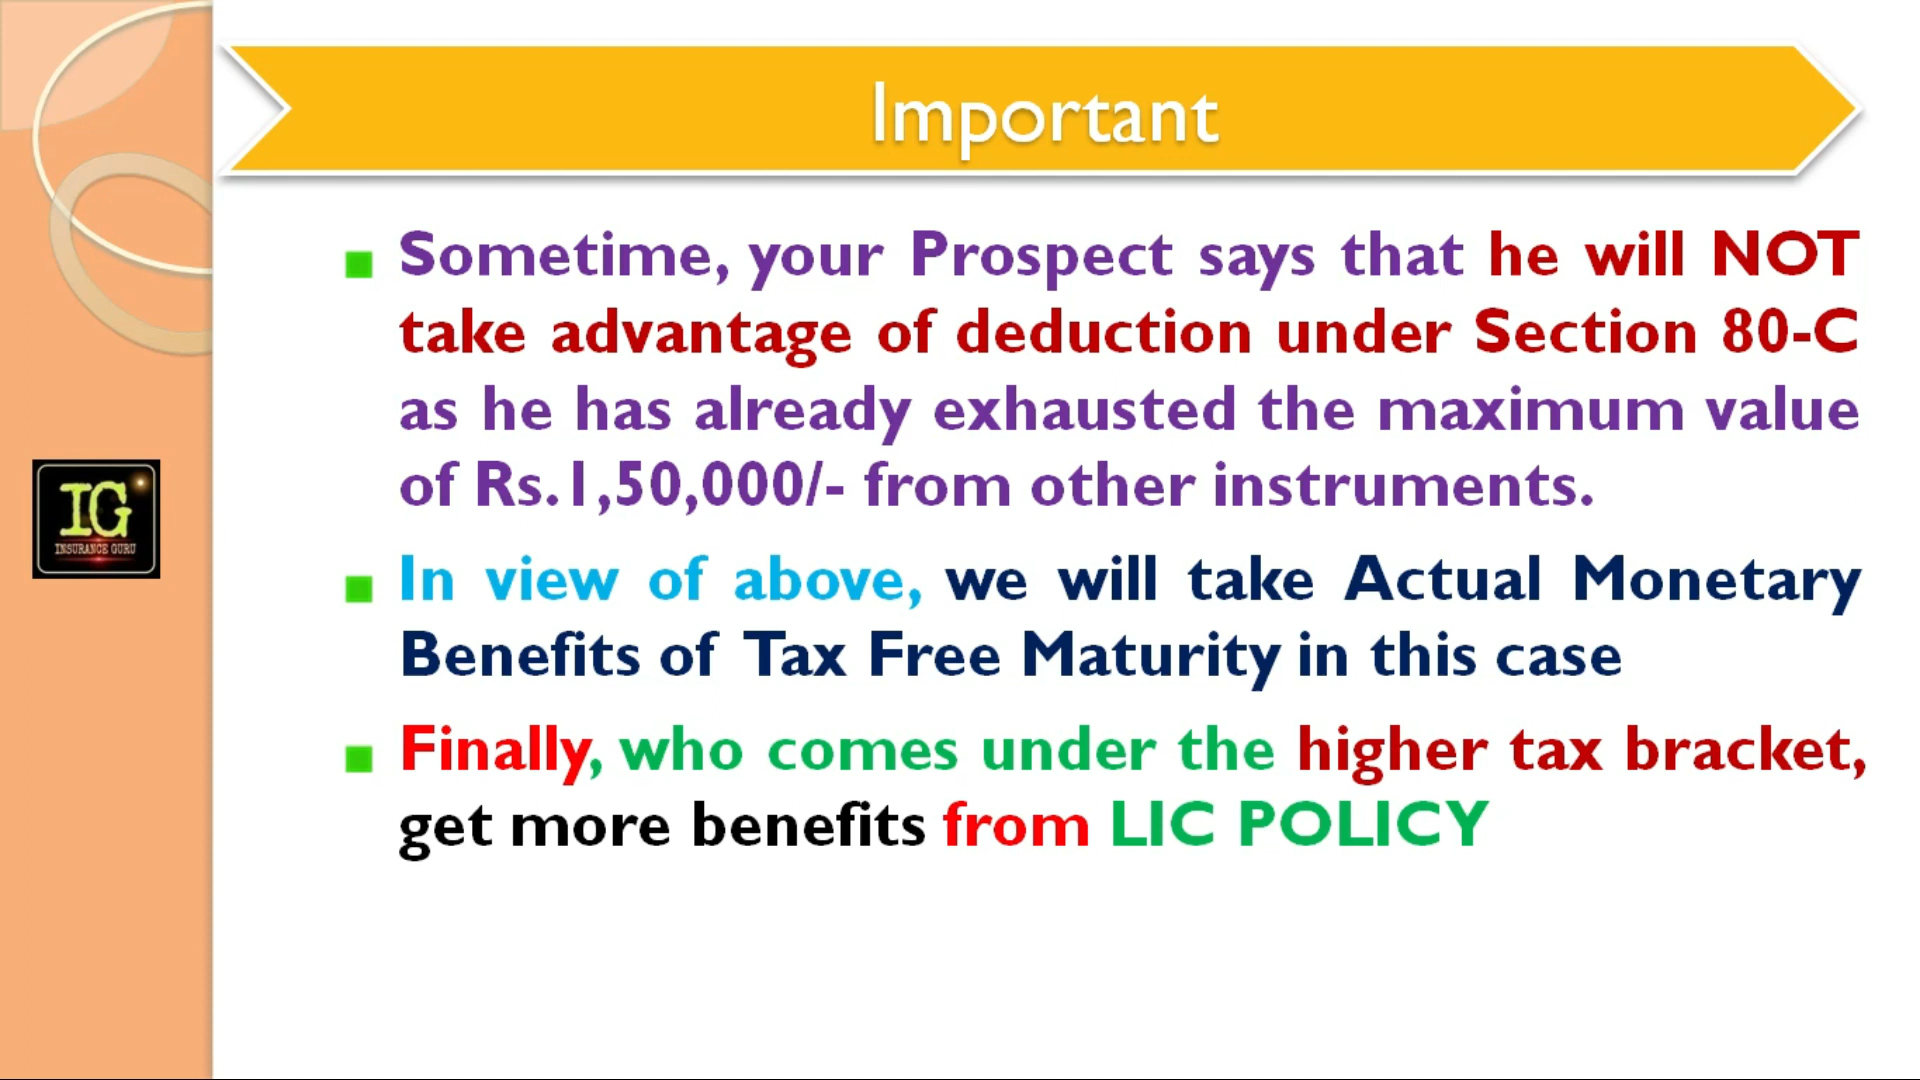 Important
Sometime, your Prospect says that he will NOT
take advantage of deduction under Section 80-C
as he has already exhausted the maximum value
of Rs.1,50,000/- from other instruments.
IG
INSURANCE GURU
In view of above, we will take Actual Monetary
Benefits of Tax Free Maturity in this case
Finally, who comes under the higher tax bracket,
get more benefits from LIC POLICY